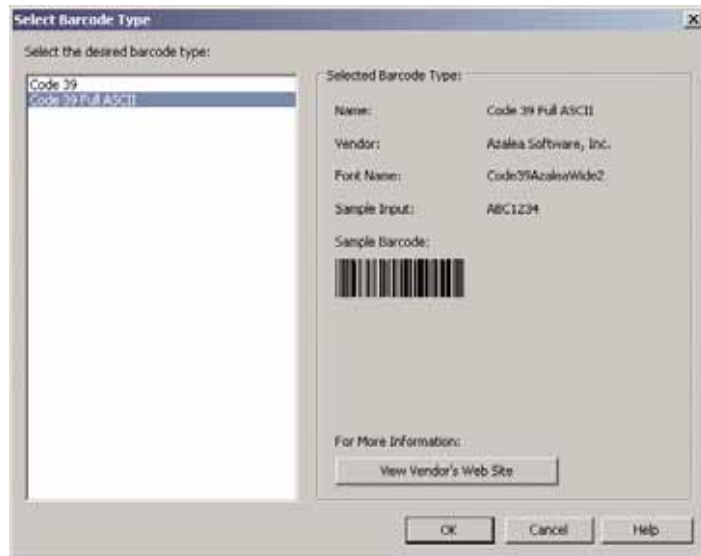 Select Barcode Type
Select the desired barcode type:
Code 39
Code 39 Full ASCII
Selected Barcode Type:
Name: Code 39 Full ASCII
Vendor: Azalea Software, Inc.
Font Name: Code39AzaleaWide2
Sample Input: ABC1234
Sample Barcode:
For More Information:
View Vendor's Web Site
OK Cancel Help